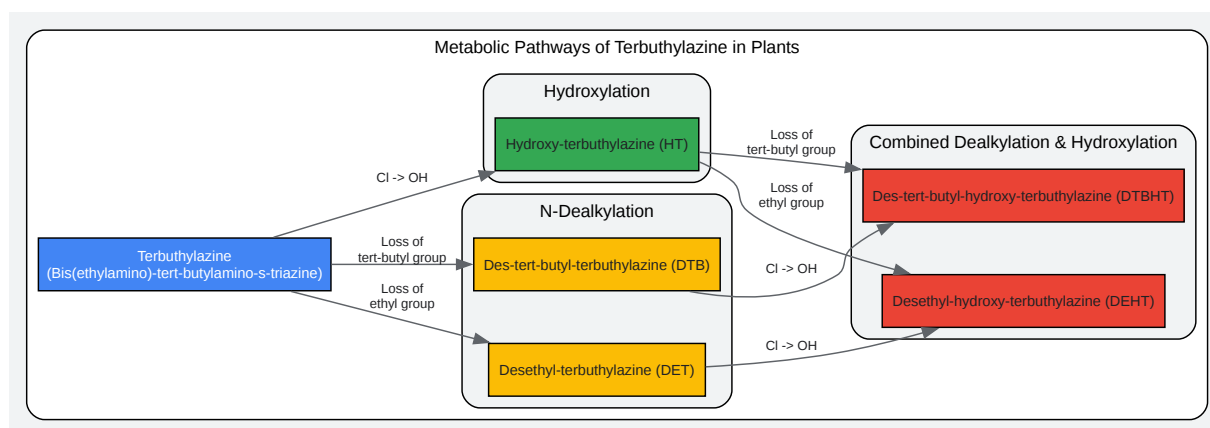 Metabolic Pathways of Terbuthylazine in Plants
Hydroxylation
Hydroxy-terbuthylazine (HT)
Cl -> OH
Loss of
tert-butyl group
Loss of
ethyl group
Combined Dealkylation & Hydroxylation
Des-tert-butyl-hydroxy-terbuthylazine (DTBHT)
N-Dealkylation
Terbuthylazine
(Bis(ethylamino)-tert-butylamino-s-triazine)
Loss of
tert-butyl group
Des-tert-butyl-terbuthylazine (DTB)
Cl -> OH
Loss of
ethyl group
Desethyl-hydroxy-terbuthylazine (DEHT)
Desethyl-terbuthylazine (DET)
Cl -> OH